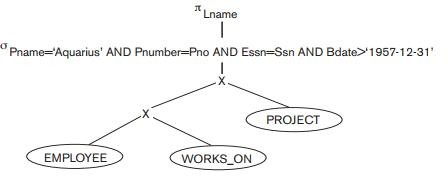 π Lname
σ Pname=‘Aquarius’ AND Pnumber=Pno AND Essn=Ssn AND Bdate>‘1957-12-31’
X
X
PROJECT
EMPLOYEE WORKS_ON